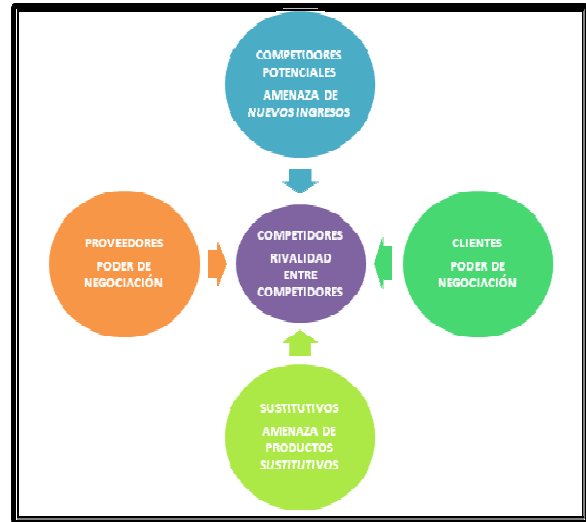 COMPETIDORES
POTENCIALES
AMENAZA DE
NUEVOS INGRESOS
PROVEEDORES
PODER DE
NEGOCIACIÓN
COMPETIDORES
RIVALIDAD
ENTRE
COMPETIDORES
CLIENTES
PODER DE
NEGOCIACIÓN
SUSTITUTIVOS
AMENAZA DE
PRODUCTOS
SUSTITUTIVOS